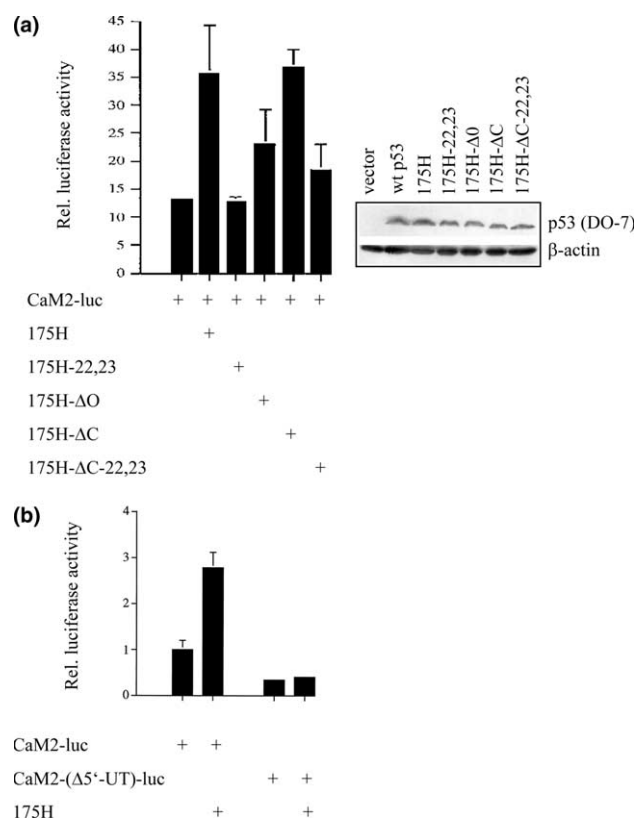 (a)
Rel. luciferase activity
45
40
35
30
25
20
15
10
5
0
CaM2-luc + + + + + +
175H +
175H-22,23 +
175H-ΔO +
175H-ΔC +
175H-ΔC-22,23 +
vector
wt p53
175H
175H-22,23
175H-Δ0
175H-ΔC
175H-ΔC-22,23
p53 (DO-7)
β-actin
(b)
Rel. luciferase activity
4
3
2
1
0
CaM2-luc + +
CaM2-(Δ5‘-UT)-luc + +
175H + +